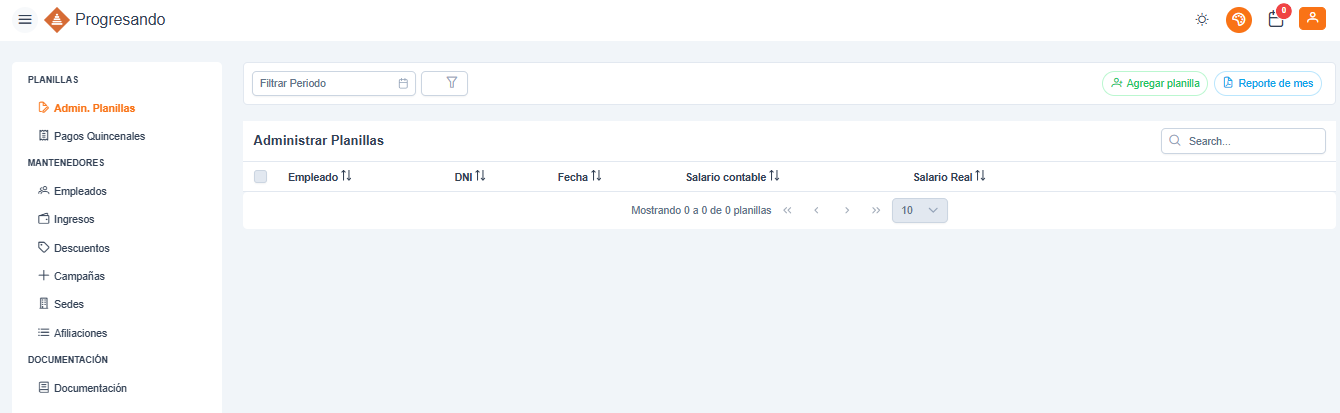 Progresando
0
PLANILLAS
Admin. Planillas
Pagos Quincenales
MANTENEDORES
Empleados
Ingresos
Descuentos
Campañas
Sedes
Afiliaciones
DOCUMENTACIÓN
Documentación
Filtrar Periodo
Agregar planilla
Reporte de mes
Administrar Planillas
Search...
Empleado DNI Fecha Salario contable Salario Real
Mostrando 0 a 0 de 0 planillas 10